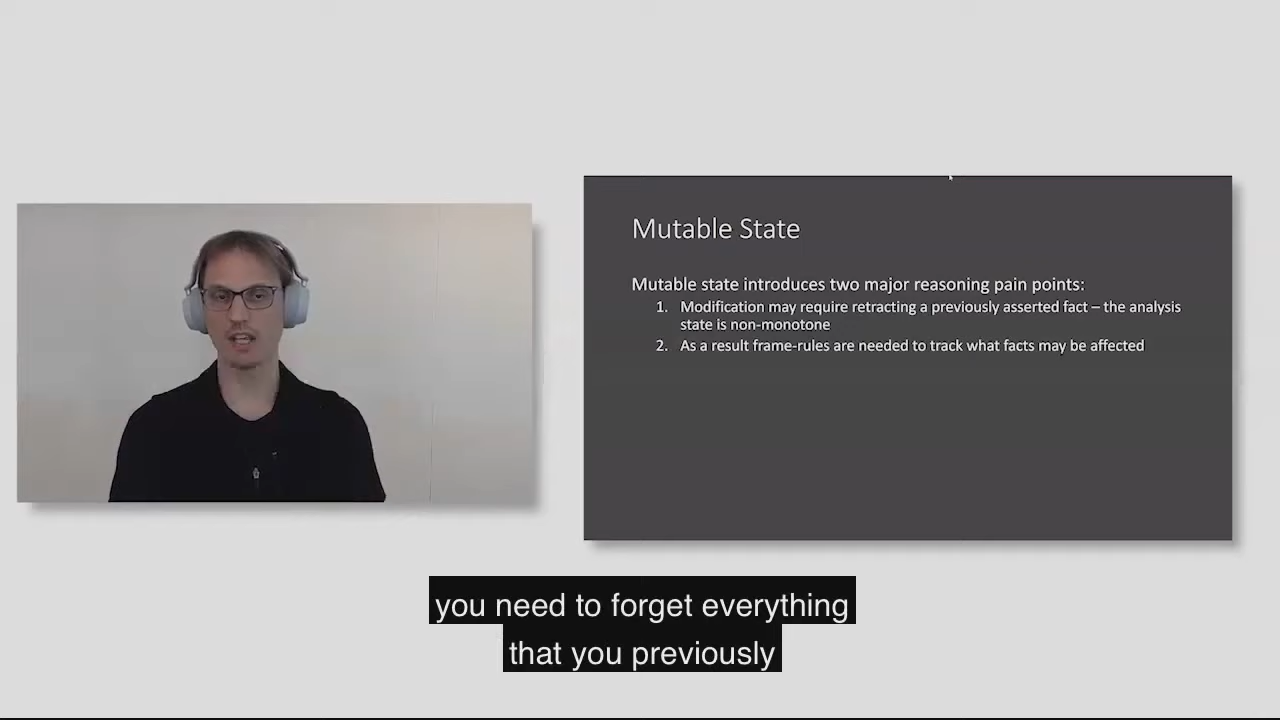 Mutable State
Mutable state introduces two major reasoning pain points:
1. Modification may require retracting a previously asserted fact – the analysis
state is non-monotone
2. As a result frame-rules are needed to track what facts may be affected
you need to forget everything
that you previously